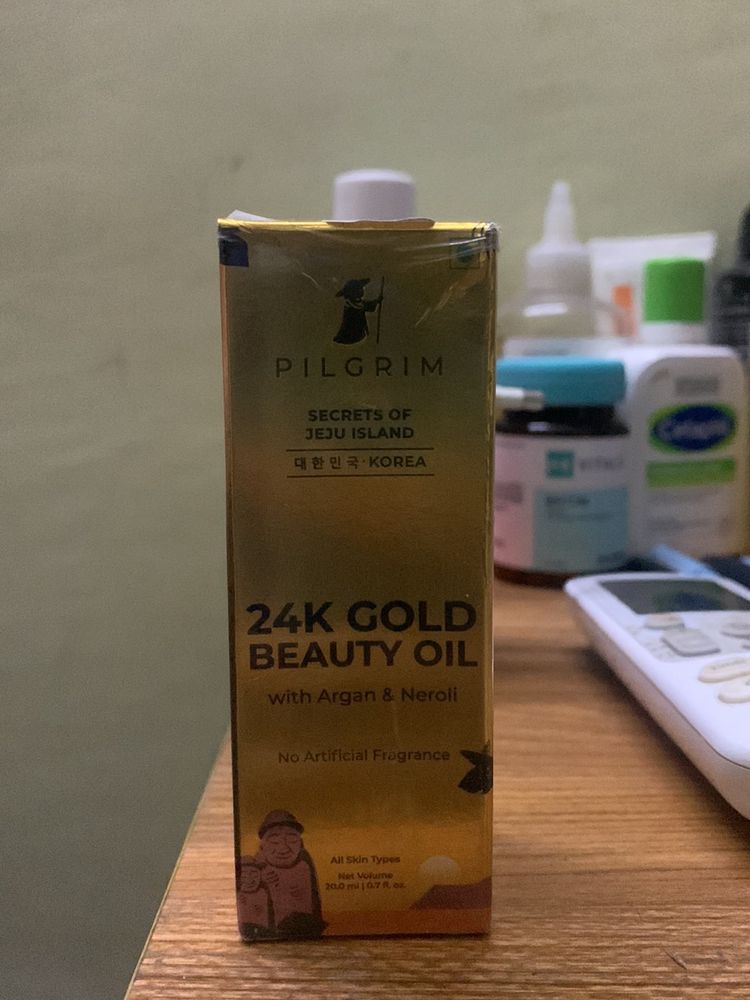 PILGRIM
SECRETS OF
JEJU ISLAND
대한민국·KOREA
24K GOLD
BEAUTY OIL
with Argan & Neroli
No Artificial Fragrance
All Skin Types
Net Volume
20.0 ml | 0.7 fl. oz.
Cetaphil